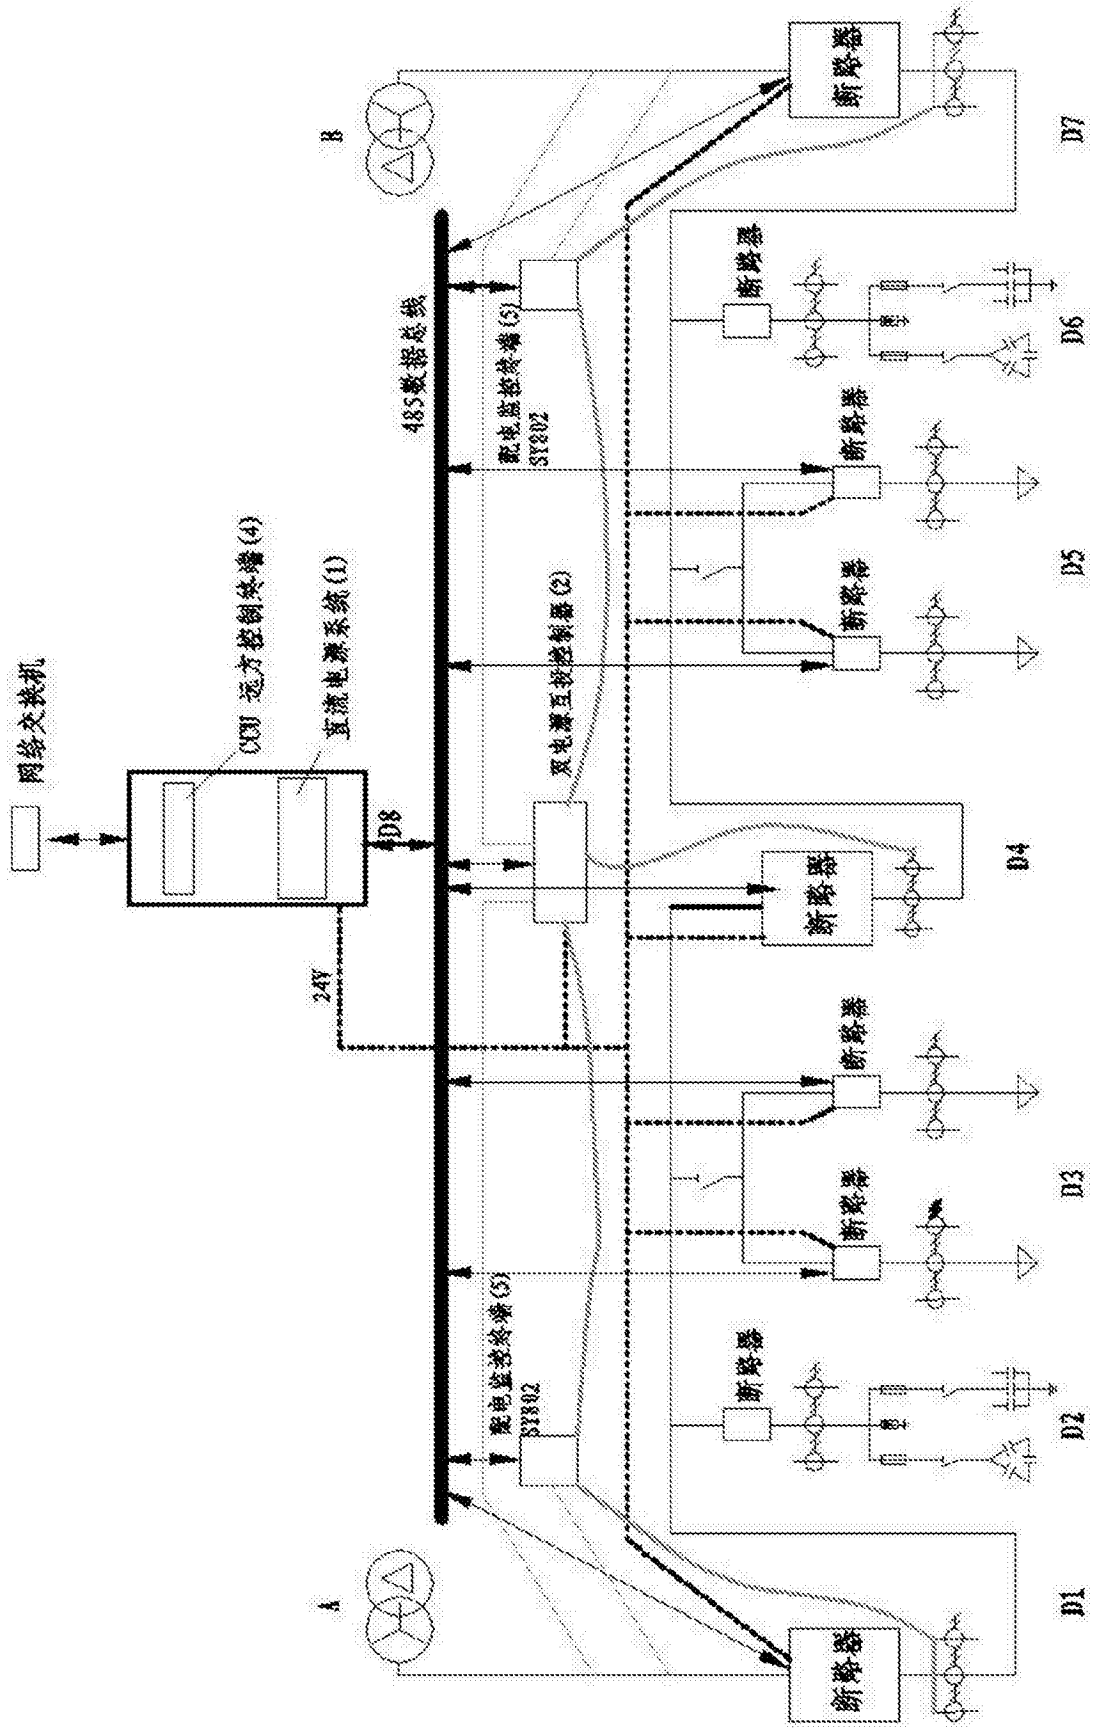 网络交换机
CCU 远方控制终端(4)
直流电源系统(1)
24V
D8
A
B
485数据总线
配电监控终端(5)
SY802
双电源互投控制器(2)
配电监控终端(5)
SY802
断路器
断路器
断路器
断路器
断路器
断路器
断路器
断路器
断路器
D1
D2
D3
D4
D5
D6
D7